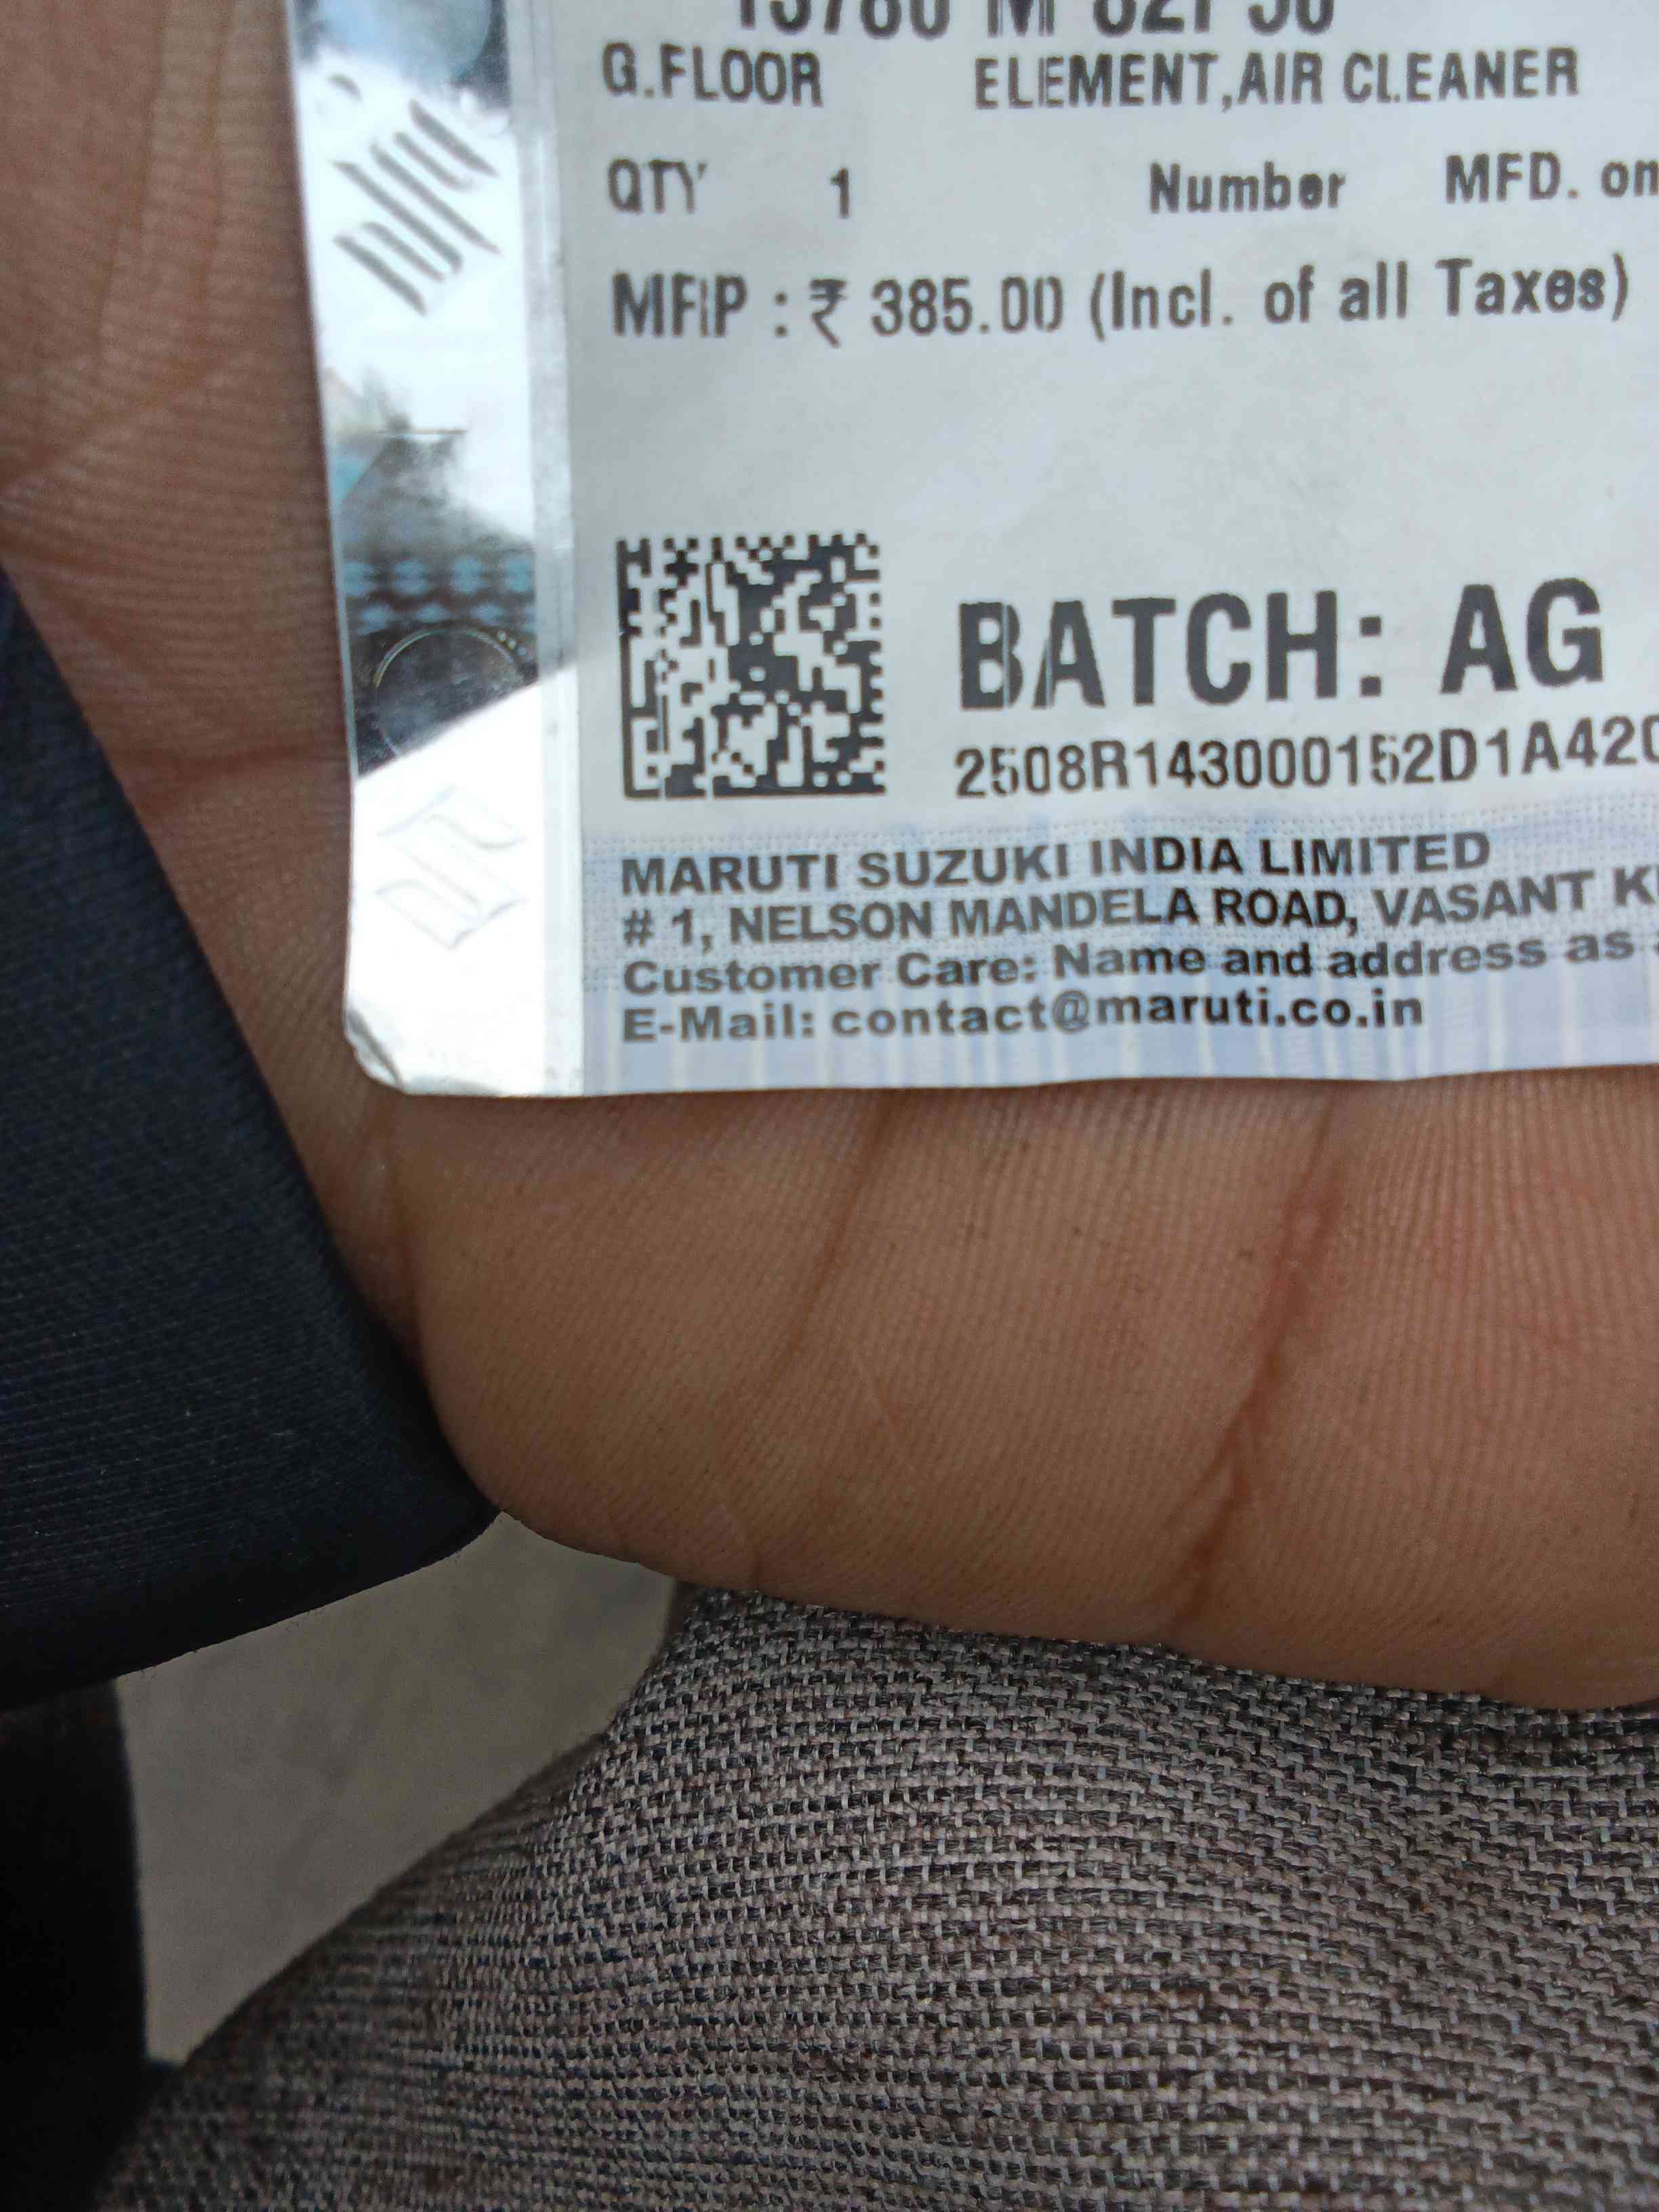 G.FLOOR ELEMENT,AIR CLEANER
QTY 1 Number MFD. on
MRP : ₹ 385.00 (Incl. of all Taxes)
BATCH: AG
2508R143000152D1A420
MARUTI SUZUKI INDIA LIMITED
# 1, NELSON MANDELA ROAD, VASANT
Customer Care: Name and address as
E-Mail: contact@maruti.co.in